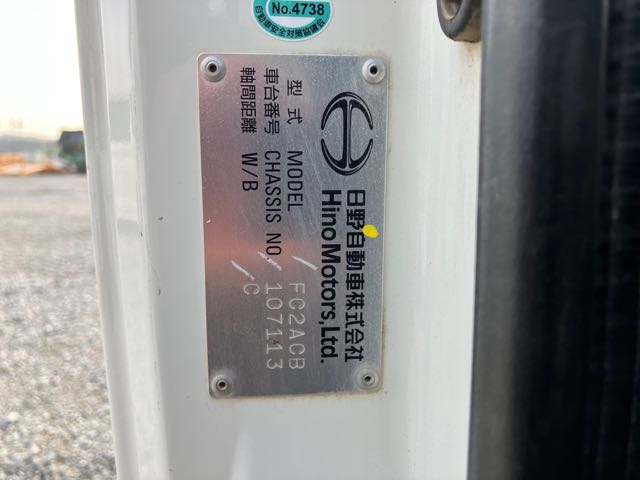 No.4738
自動車安全対策協議会
日野自動車株式会社
Hino Motors, Ltd.
型式 MODEL FC2ACB
車台番号 CHASSIS NO. 107113
軸間距離 W/B C